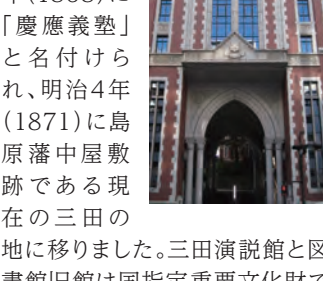 年(1868)に
「慶應義塾」
と名付けら
れ、明治4年
(1871)に島
原藩中屋敷
跡である現
在の三田の
地に移りました。三田演説館と図
書館旧館は国指定重要文化財で